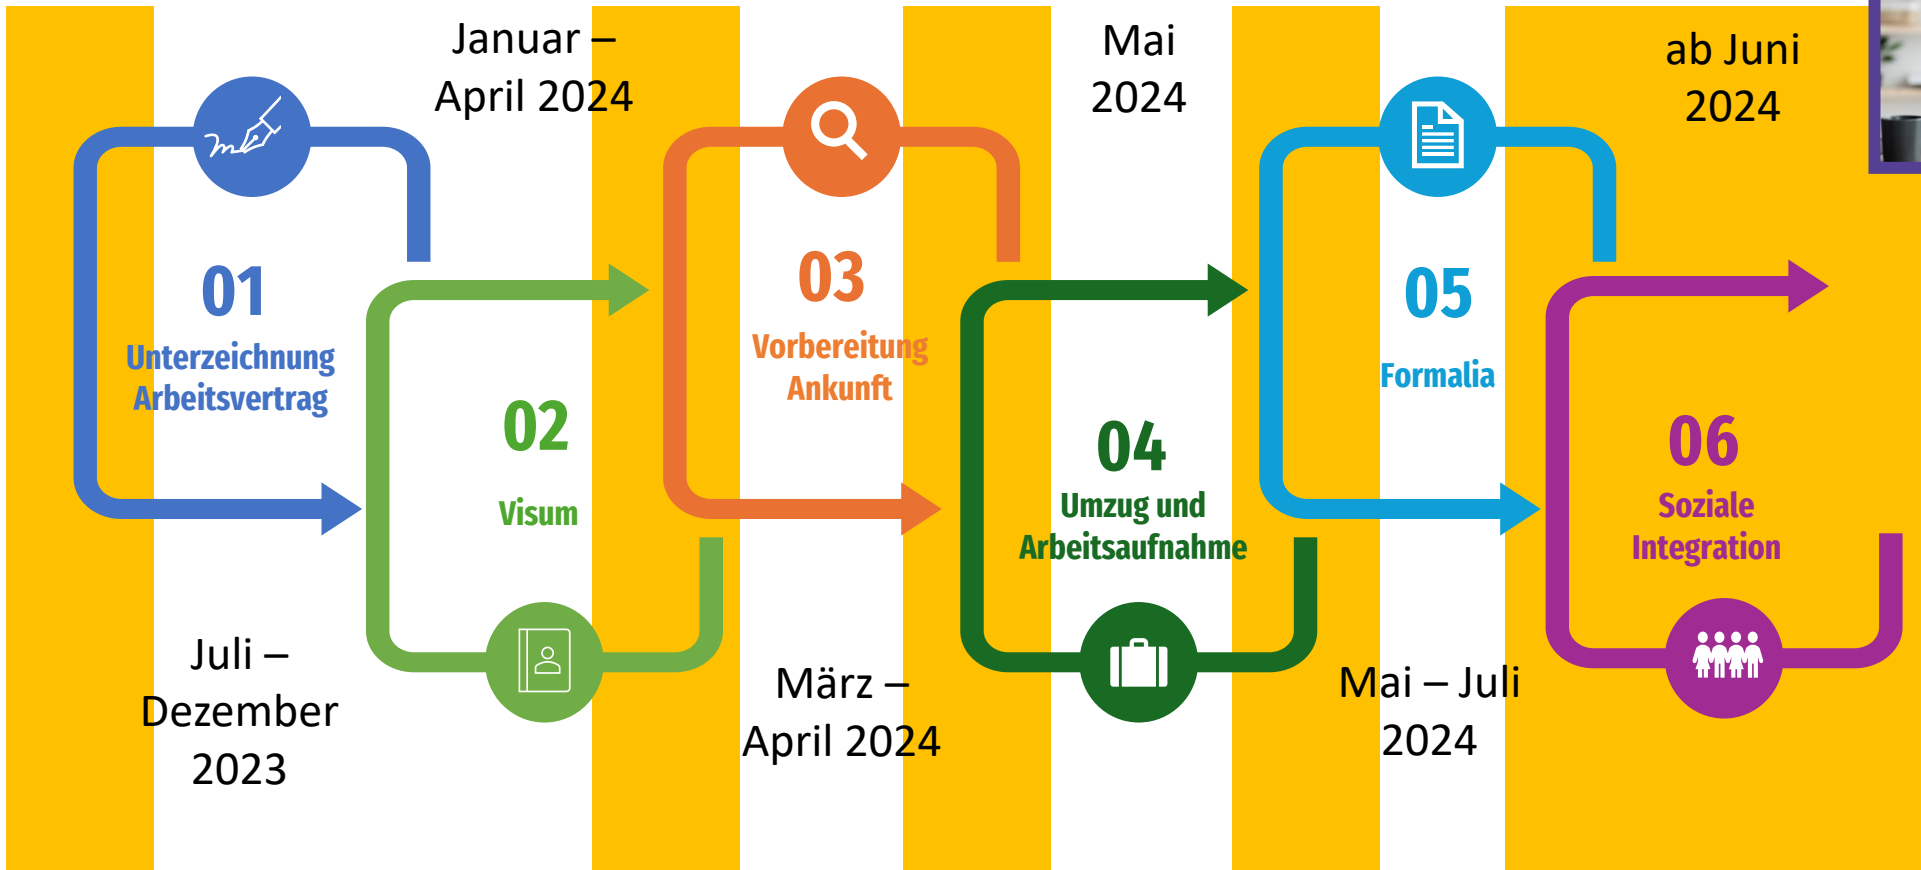 Januar –
April 2024
Mai
2024
ab Juni
2024
01
Unterzeichnung
Arbeitsvertrag
02
Visum
03
Vorbereitung
Ankunft
04
Umzug und
Arbeitsaufnahme
05
Formalia
06
Soziale
Integration
Juli –
Dezember
2023
März –
April 2024
Mai – Juli
2024